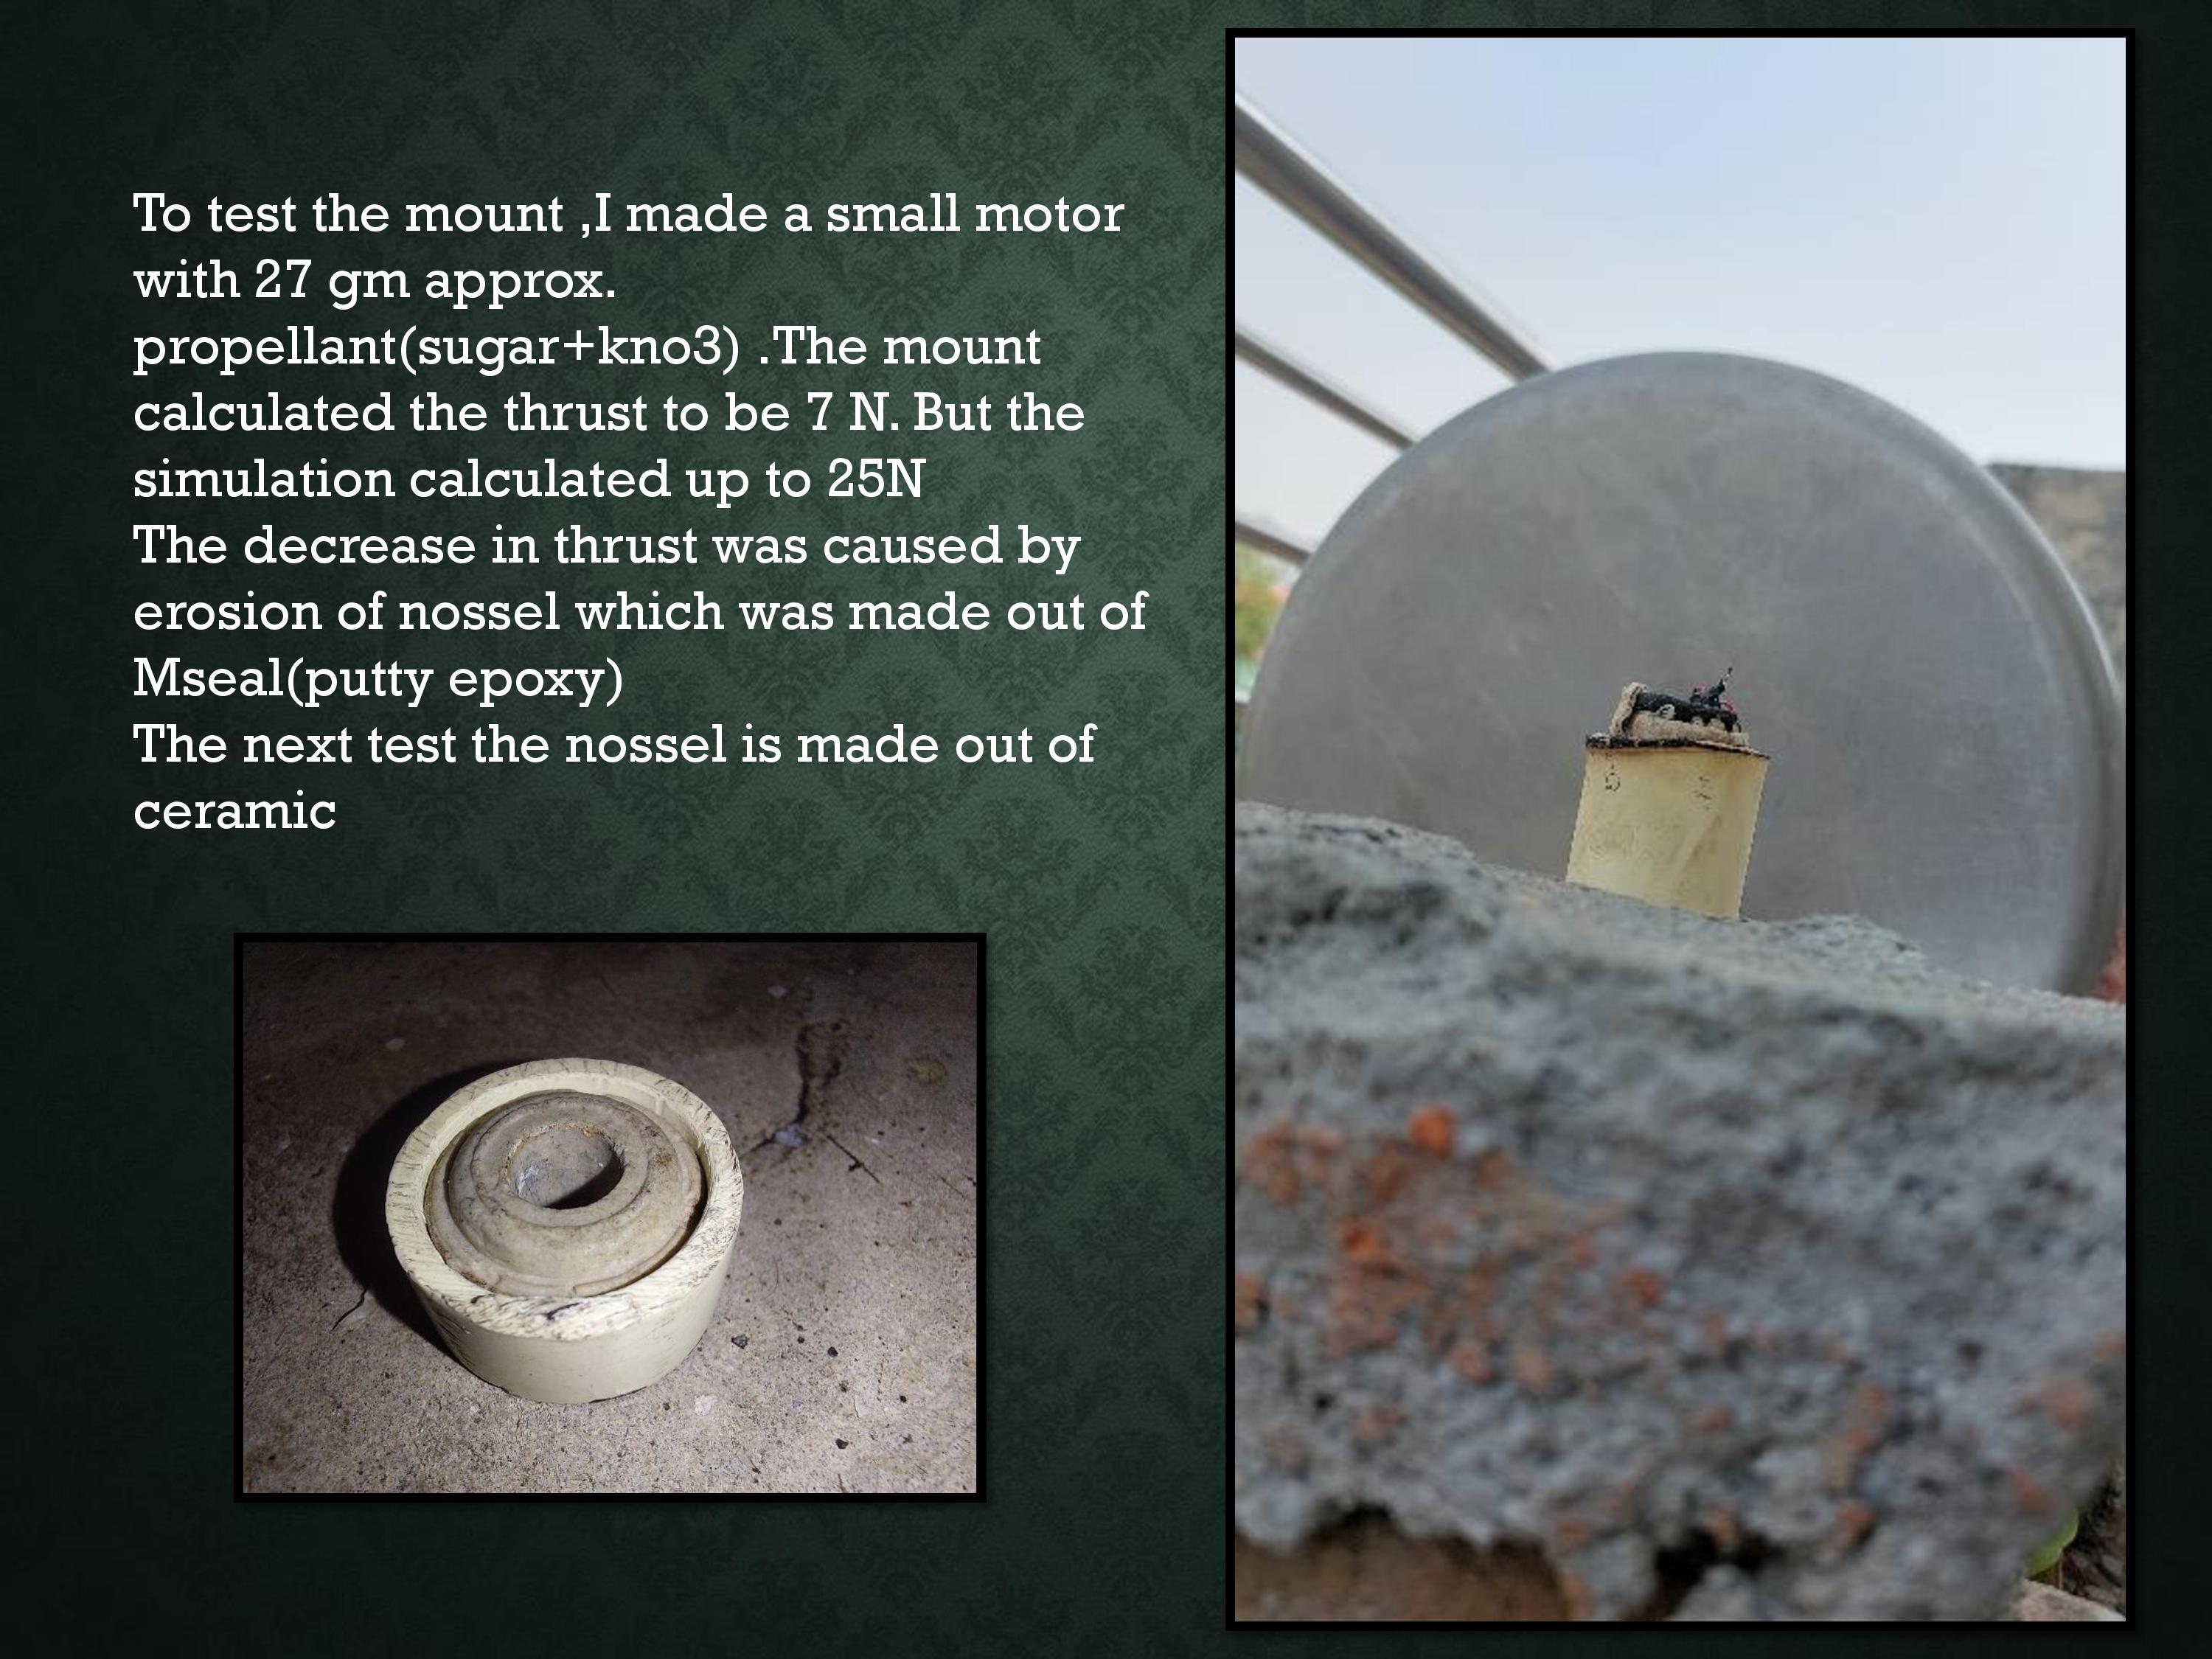 To test the mount ,I made a small motor
with 27 gm approx.
propellant(sugar+kno3) .The mount
calculated the thrust to be 7 N. But the
simulation calculated up to 25N
The decrease in thrust was caused by
erosion of nossel which was made out of
Mseal(putty epoxy)
The next test the nossel is made out of
ceramic